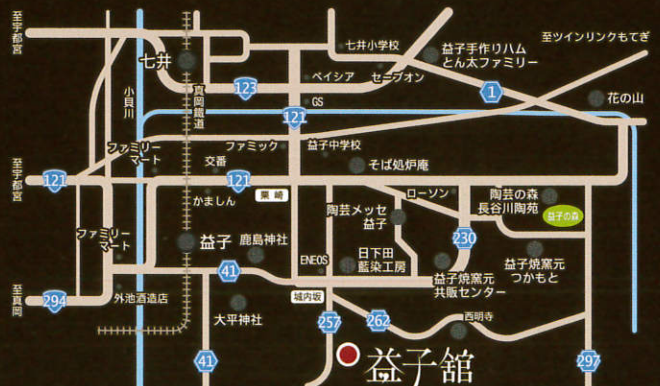 至宇都宮
七井
七井小学校
益子手作りハム
とん太ファミリー
至ツインリンクもてぎ
ベイシア
セーブオン
123
小貝川
真岡鐵道
GS
121
1
花の山
ファミリー
マート
ファミック
益子中学校
交番
そば処炉庵
至宇都宮
121
121
かましん
栗崎
ローソン
陶芸の森
長谷川陶苑
益子の森
陶芸メッセ
益子
ファミリー
マート
益子
鹿島神社
230
日下田
藍染工房
ENEOS
41
益子焼窯元
共販センター
益子焼窯元
つかもと
至真岡
294
外池酒造店
城内坂
大平神社
257
262
西明寺
41
益子舘
297